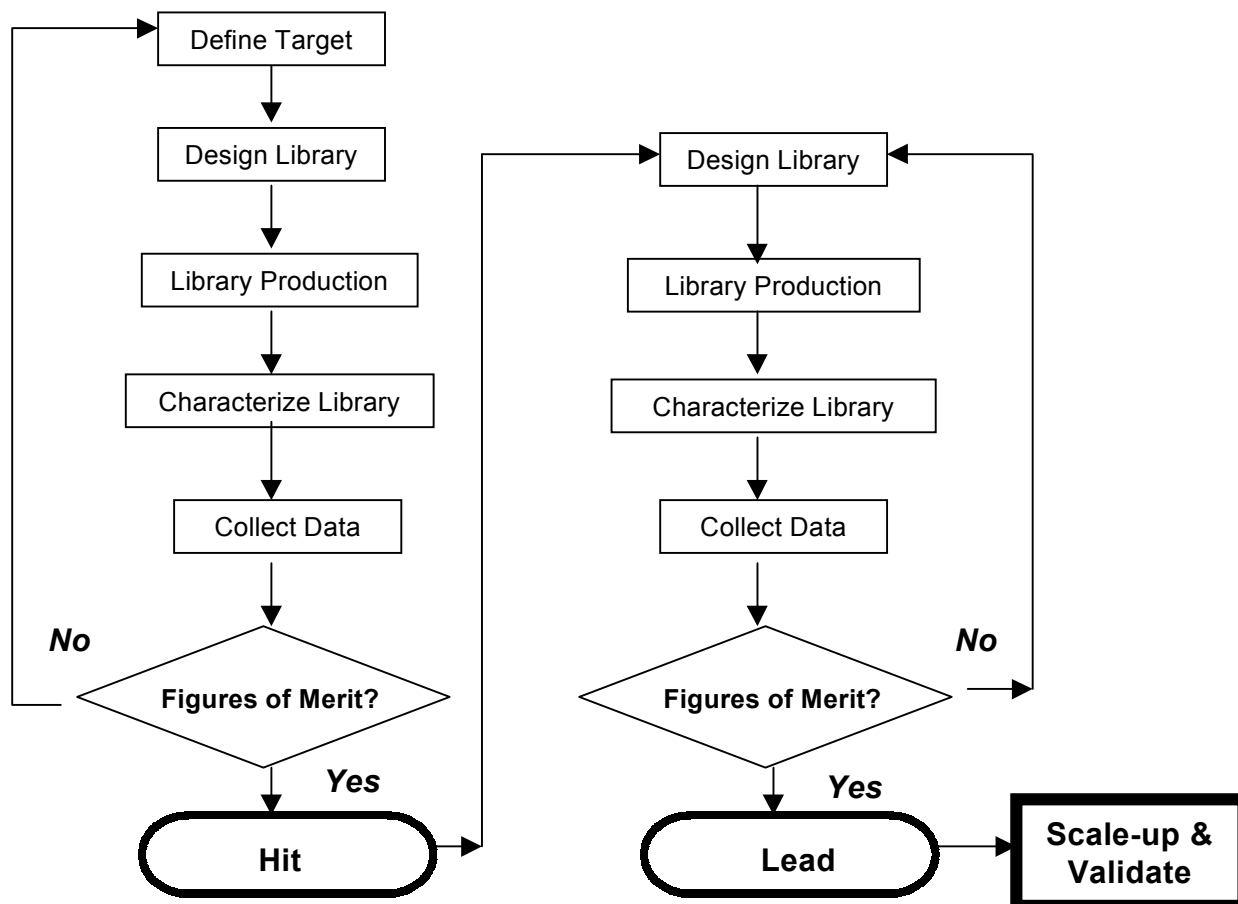 Define Target
Design Library
Library Production
Characterize Library
Collect Data
No
Figures of Merit?
Yes
Hit
Design Library
Library Production
Characterize Library
Collect Data
No
Figures of Merit?
Yes
Lead
Scale-up &
Validate